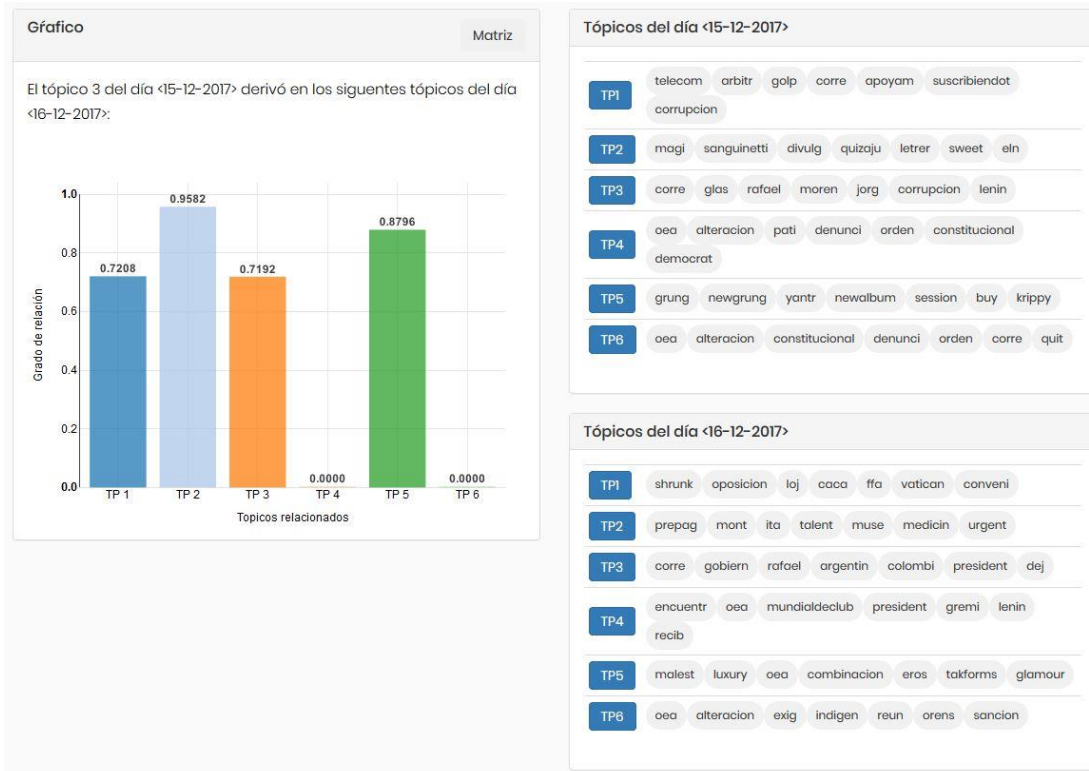 Gŕafico
Matriz
El tópico 3 del día <15-12-2017> derivó en los siguentes tópicos del día
<16-12-2017>:
1.0
0.8
0.6
0.4
0.2
0.0
Grado de relación
0.7208
0.9582
0.7192
0.0000
0.8796
0.0000
TP 1 TP 2 TP 3 TP 4 TP 5 TP 6
Topicos relacionados
Tópicos del día <15-12-2017>
TP1 telecom arbitr golp corre apoyam suscribiendot
corrupcion
TP2 magi sanguinetti divulg quizaju letrer sweet eln
TP3 corre glas rafael moren jorg corrupcion lenin
TP4 oea alteracion pati denunci orden constitucional
democrat
TP5 grung newgrung yantr newalbum session buy krippy
TP6 oea alteracion constitucional denunci orden corre quit
Tópicos del día <16-12-2017>
TP1 shrunk oposicion loj caca ffa vatican conveni
TP2 prepag mont ita talent muse medicin urgent
TP3 corre gobiern rafael argentin colombi president dej
TP4 encuentr oea mundialdeclub president gremi lenin
recib
TP5 malest luxury oea combinacion eros takforms glamour
TP6 oea alteracion exig indigen reun orens sancion